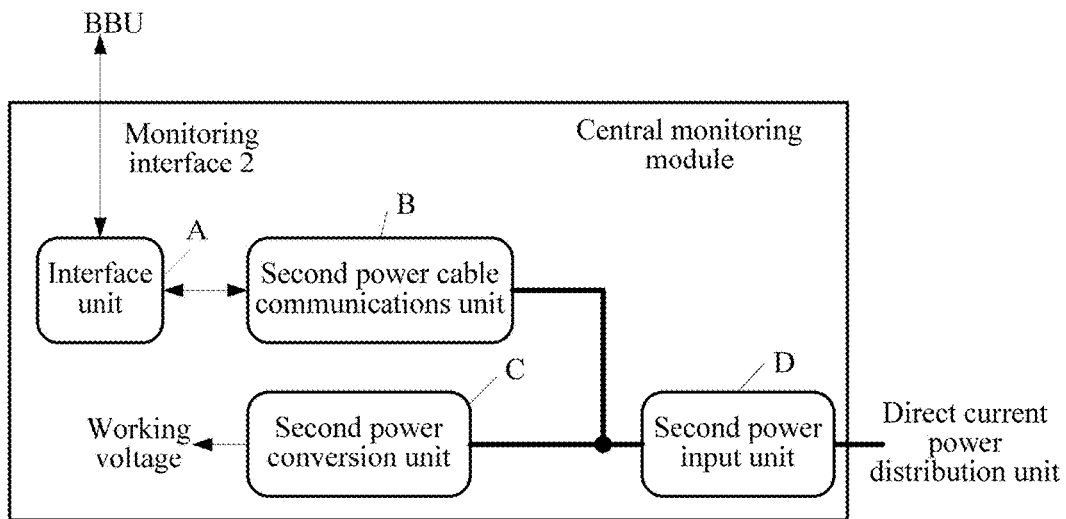 BBU
Monitoring
interface 2
Central monitoring
module
A
B
Interface
unit
Second power cable
communications unit
C
D
Working
voltage
Second power
conversion unit
Second power
input unit
Direct current
power
distribution unit